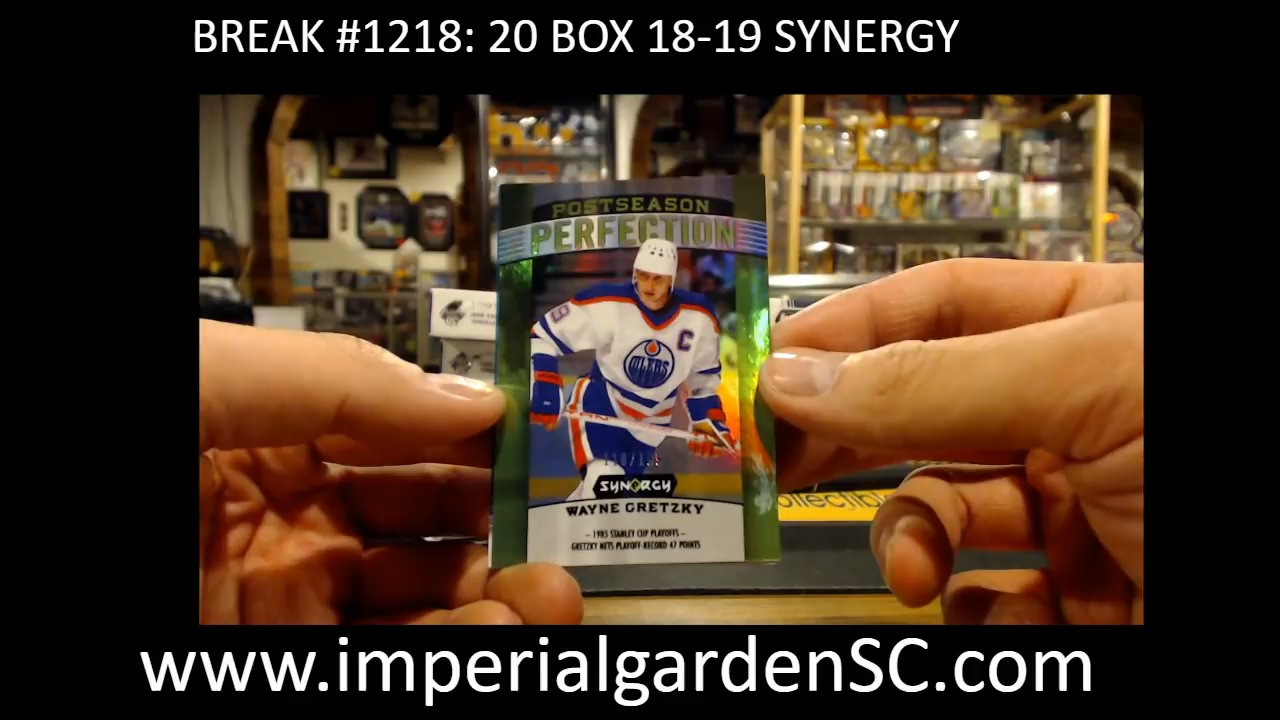 BREAK #1218: 20 BOX 18-19 SYNERGY
POSTSEASON
PERFECTION
C
OILERS
SYNERGY
WAYNE GRETZKY
– 1985 STANLEY CUP PLAYOFFS –
GRETZKY NETS PLAYOFF-RECORD 47 POINTS
www.imperialgardenSC.com